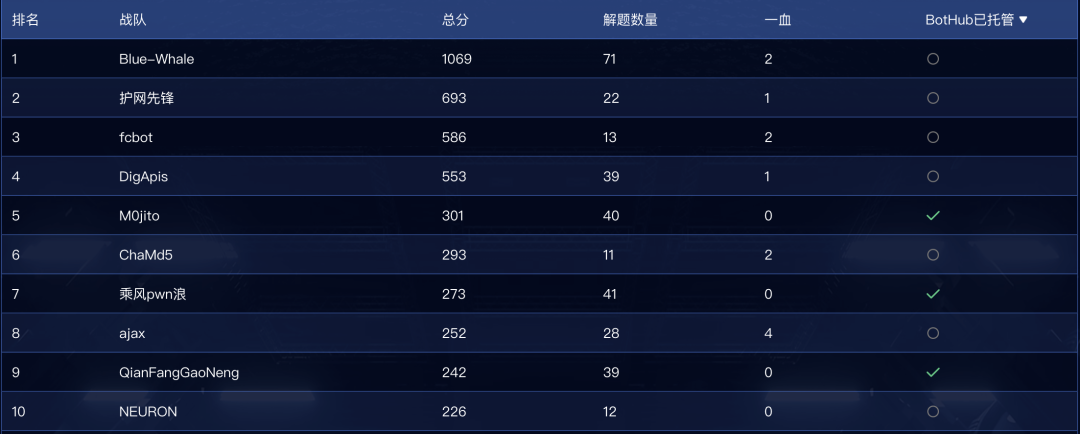 排名 战队 总分 解题数量 一血 BotHub已托管
1 Blue-Whale 1069 71 2
2 护网先锋 693 22 1
3 fcbot 586 13 2
4 DigApis 553 39 1
5 M0jito 301 40 0
6 ChaMd5 293 11 2
7 乘风pwn浪 273 41 0
8 ajax 252 28 4
9 QianFangGaoNeng 242 39 0
10 NEURON 226 12 0